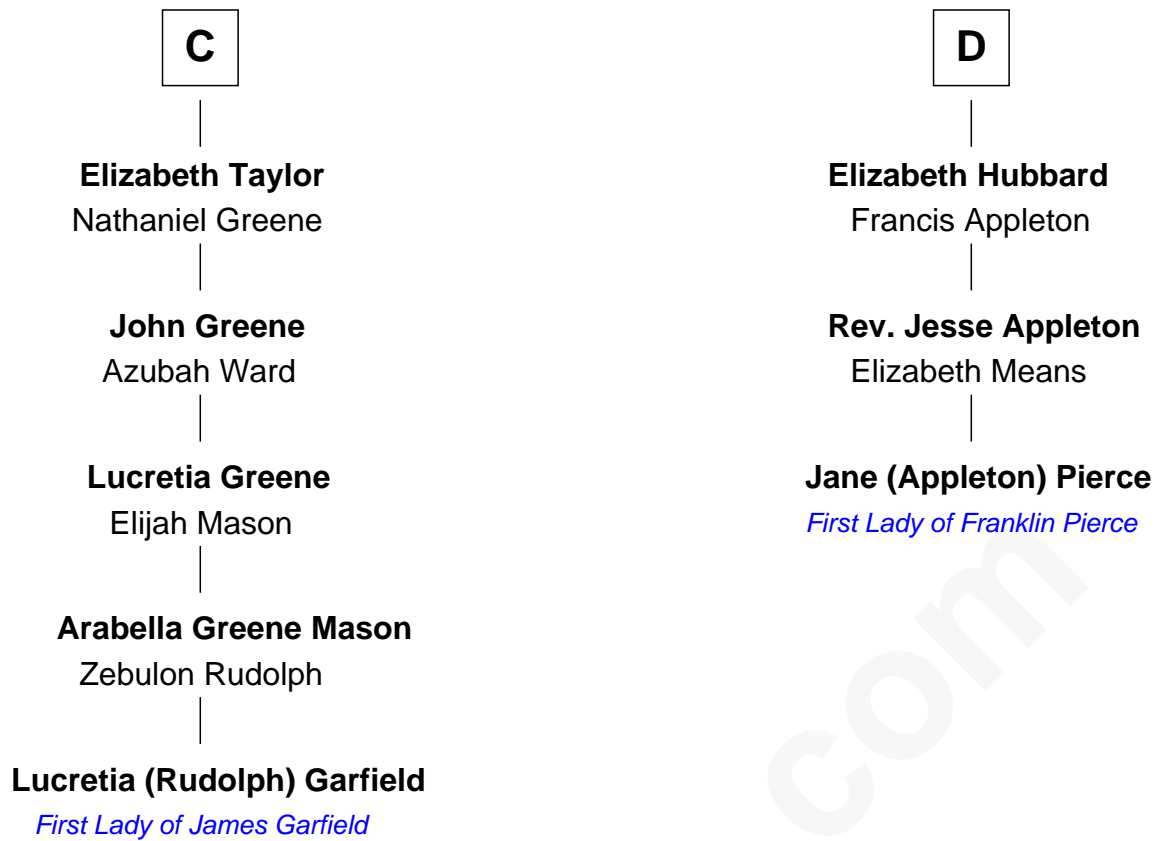 C
Elizabeth Taylor
Nathaniel Greene
John Greene
Azubah Ward
Lucretia Greene
Elijah Mason
Arabella Greene Mason
Zebulon Rudolph
Lucretia (Rudolph) Garfield
First Lady of James Garfield
D
Elizabeth Hubbard
Francis Appleton
Rev. Jesse Appleton
Elizabeth Means
Jane (Appleton) Pierce
First Lady of Franklin Pierce
com